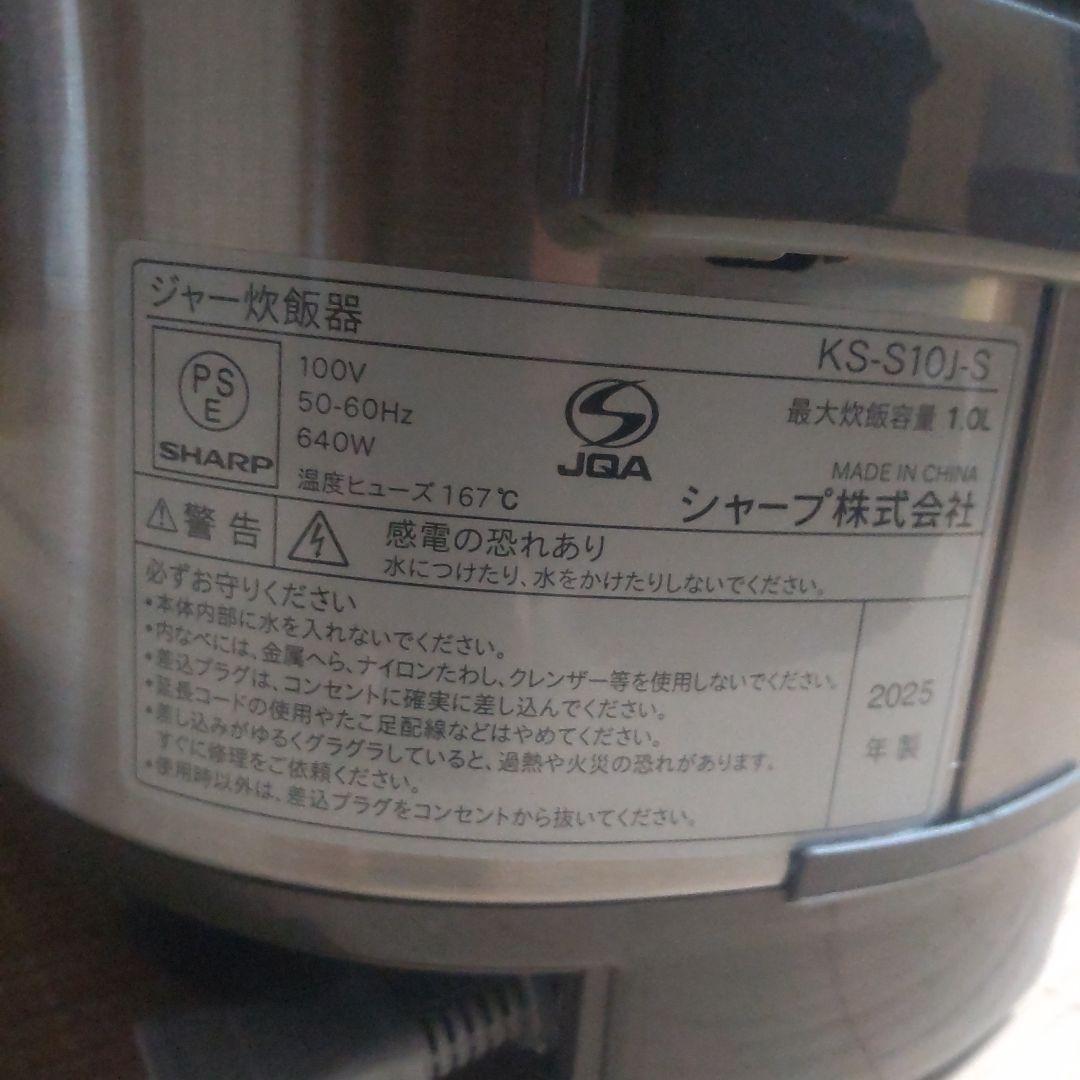 ジャー炊飯器
KS-S10J-S
PS
E
SHARP
100V
50-60Hz
640W
温度ヒューズ 167℃
S
JQA
最大炊飯容量 1.0L
MADE IN CHINA
シャープ株式会社
警告
感電の恐れあり
水につけたり、水をかけたりしないでください。
必ずお守りください
•本体内部に水を入れないでください。
•内なべには、金属へら、ナイロンたわし、クレンザー等を使用しないでください。
•差込プラグは、コンセントに確実に差し込んでください。
•延長コードの使用やたこ足配線などはやめてください。
•差し込みがゆるくグラグラしていると、過熱や火災の恐れがあります。
すぐに修理をご依頼ください。
•使用時以外は、差込プラグをコンセントから抜いてください。
2025
年製